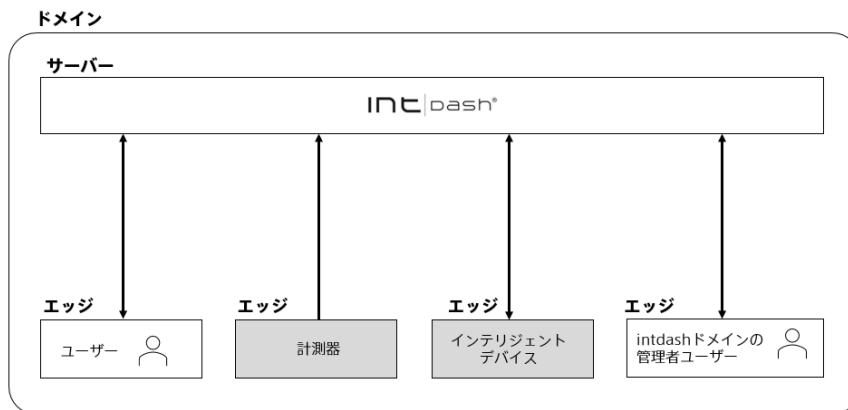 ドメイン
サーバー
intdash®
エッジ
エッジ
エッジ
エッジ
ユーザー
計測器
インテリジェント
デバイス
intdashドメインの
管理者ユーザー